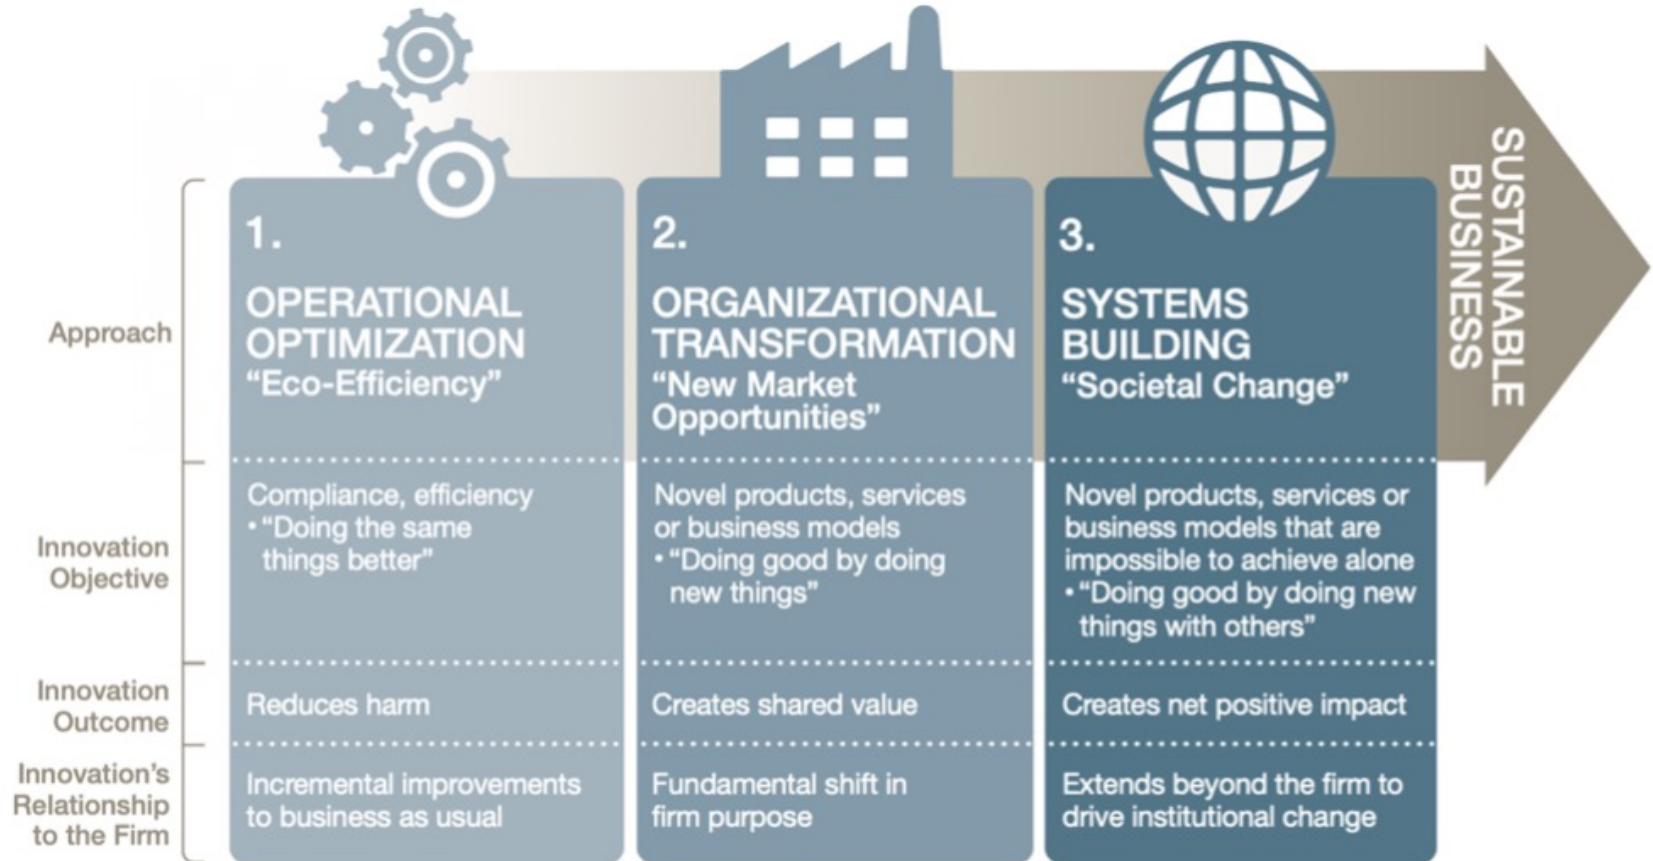 SUSTAINABLE
BUSINESS
Approach
1.
OPERATIONAL
OPTIMIZATION
“Eco-Efficiency”
2.
ORGANIZATIONAL
TRANSFORMATION
“New Market
Opportunities”
3.
SYSTEMS
BUILDING
“Societal Change”
Innovation
Objective
Compliance, efficiency
• “Doing the same
things better”
Novel products, services
or business models
• “Doing good by doing
new things”
Novel products, services or
business models that are
impossible to achieve alone
• “Doing good by doing new
things with others”
Innovation
Outcome
Reduces harm
Creates shared value
Creates net positive impact
Innovation’s
Relationship
to the Firm
Incremental improvements
to business as usual
Fundamental shift in
firm purpose
Extends beyond the firm to
drive institutional change